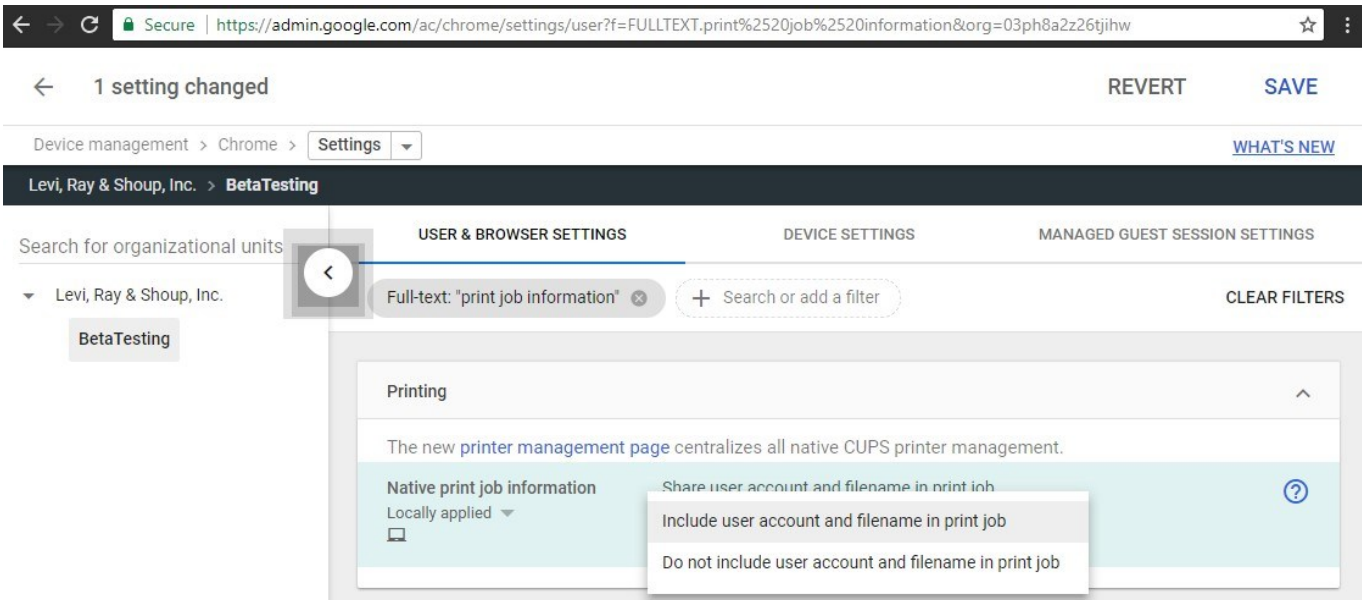 Secure | https://admin.google.com/ac/chrome/settings/user?f=FULLTEXT.print%2520job%2520information&org=03ph8a2z26tjihw
1 setting changed REVERT SAVE
Device management > Chrome > Settings WHAT'S NEW
Levi, Ray & Shoup, Inc. > BetaTesting
Search for organizational units
Levi, Ray & Shoup, Inc.
BetaTesting
USER & BROWSER SETTINGS DEVICE SETTINGS MANAGED GUEST SESSION SETTINGS
Full-text: "print job information" + Search or add a filter CLEAR FILTERS
Printing
The new printer management page centralizes all native CUPS printer management.
Native print job information Share user account and filename in print job
Locally applied
Include user account and filename in print job
Do not include user account and filename in print job